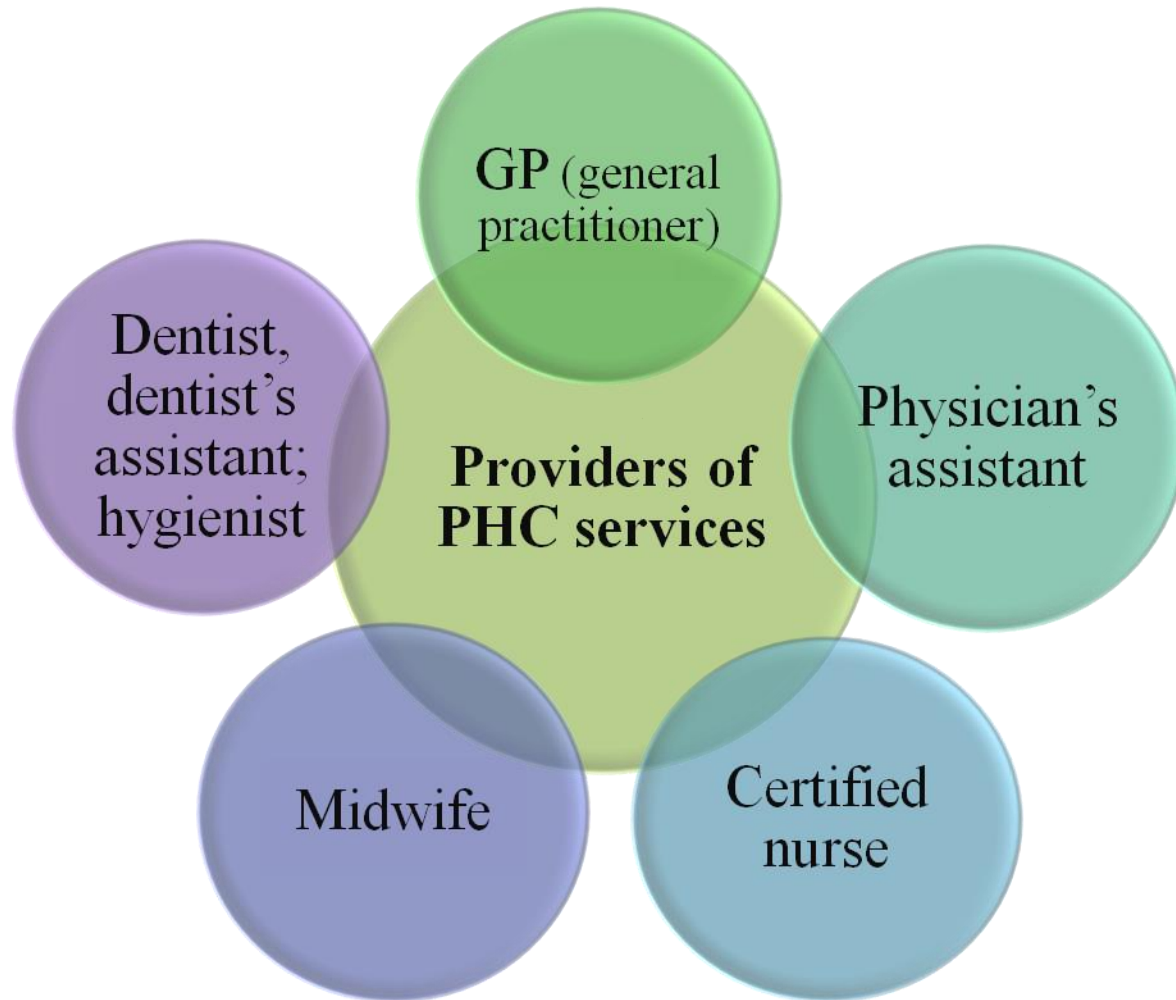 GP (general
practitioner)
Dentist,
dentist’s
assistant;
hygienist
Providers of
PHC services
Physician’s
assistant
Midwife
Certified
nurse